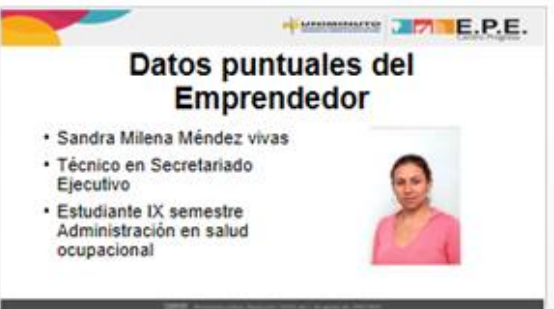 UNIMINUTO
E.P.E.
Datos puntuales del
Emprendedor
• Sandra Milena Méndez vivas
• Técnico en Secretariado
Ejecutivo
• Estudiante IX semestre
Administración en salud
ocupacional